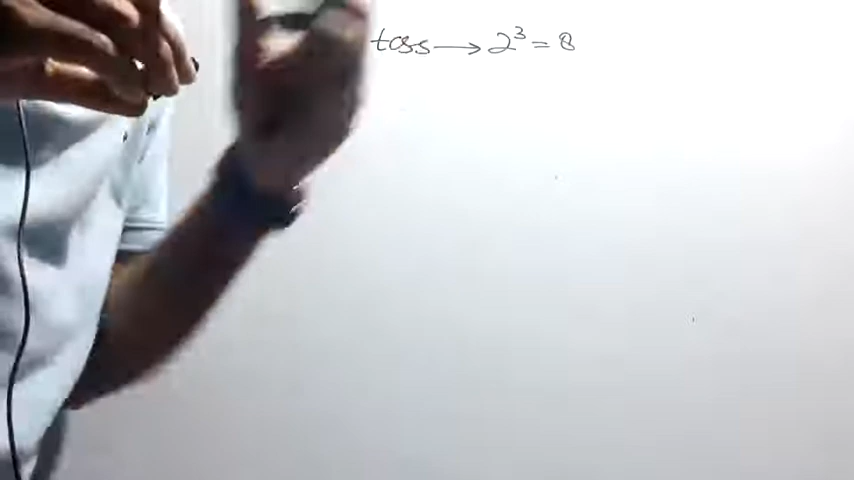 toss → 2³ = 8